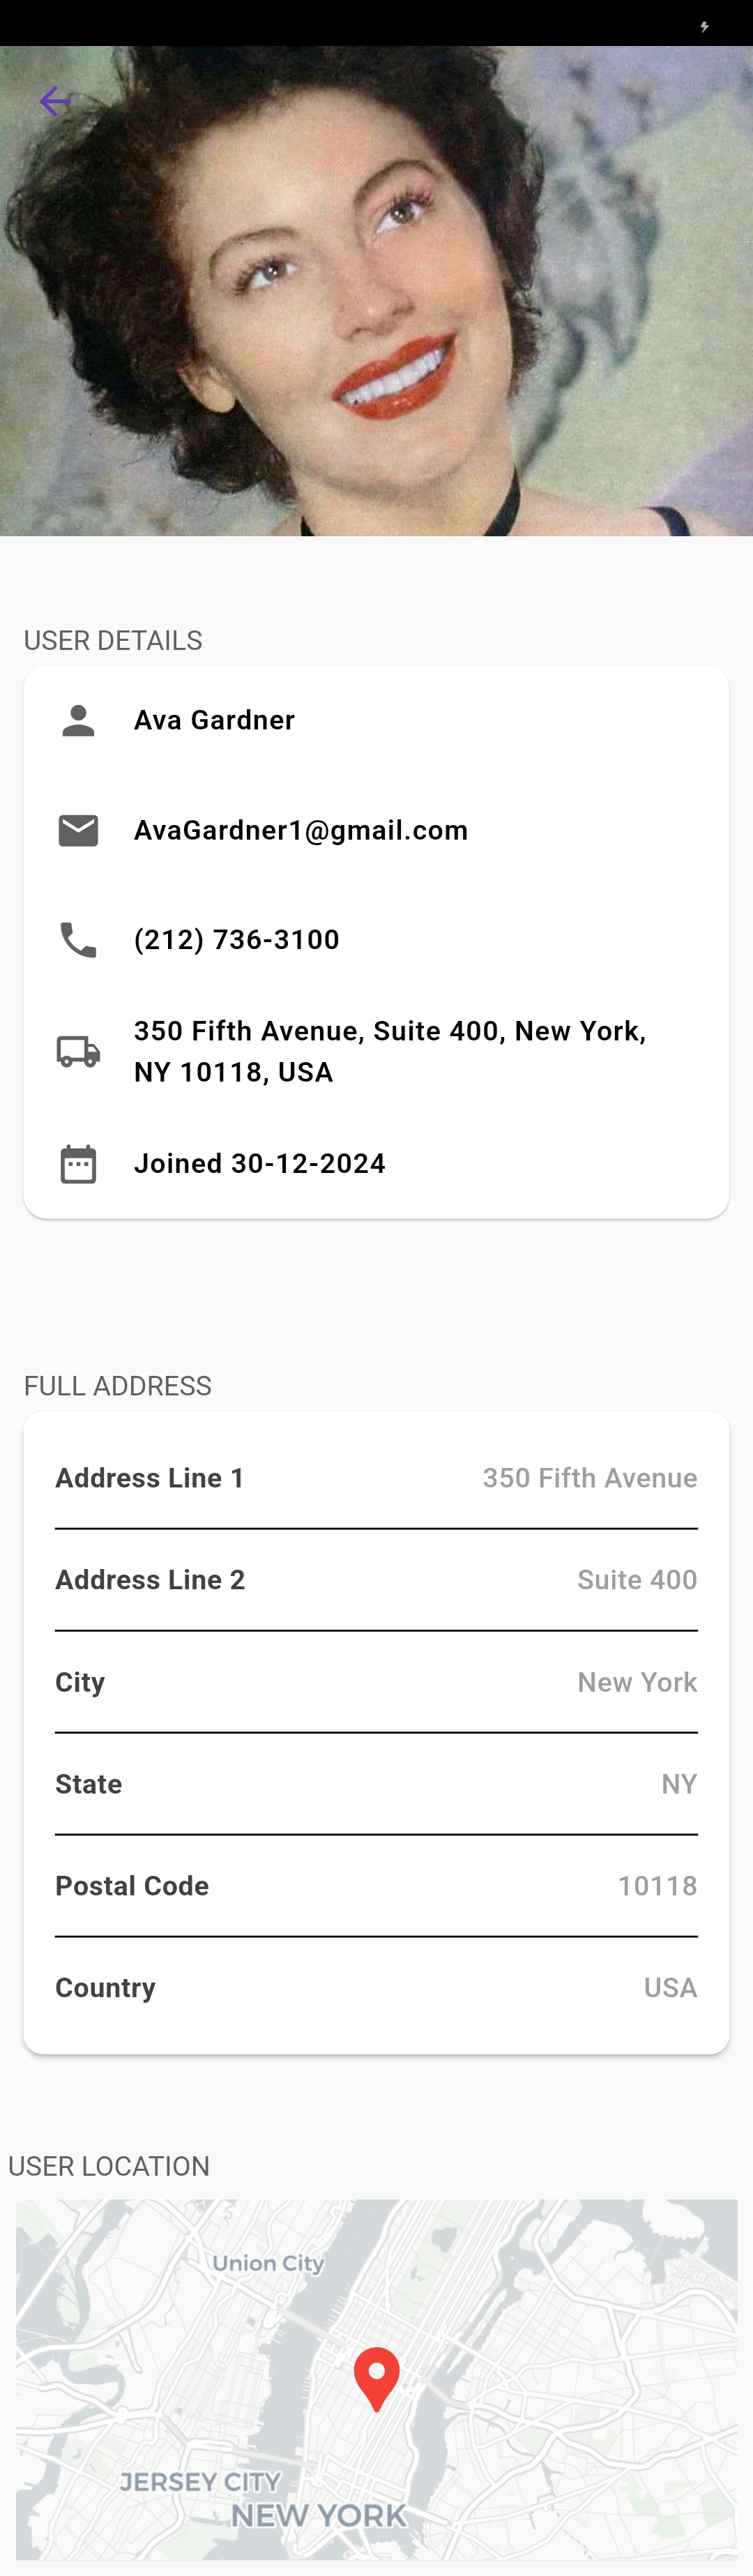 USER DETAILS
Ava Gardner
AvaGardner1@gmail.com
(212) 736-3100
350 Fifth Avenue, Suite 400, New York,
NY 10118, USA
Joined 30-12-2024
FULL ADDRESS
Address Line 1 350 Fifth Avenue
Address Line 2 Suite 400
City New York
State NY
Postal Code 10118
Country USA
USER LOCATION
Union City
JERSEY CITY
NEW YORK